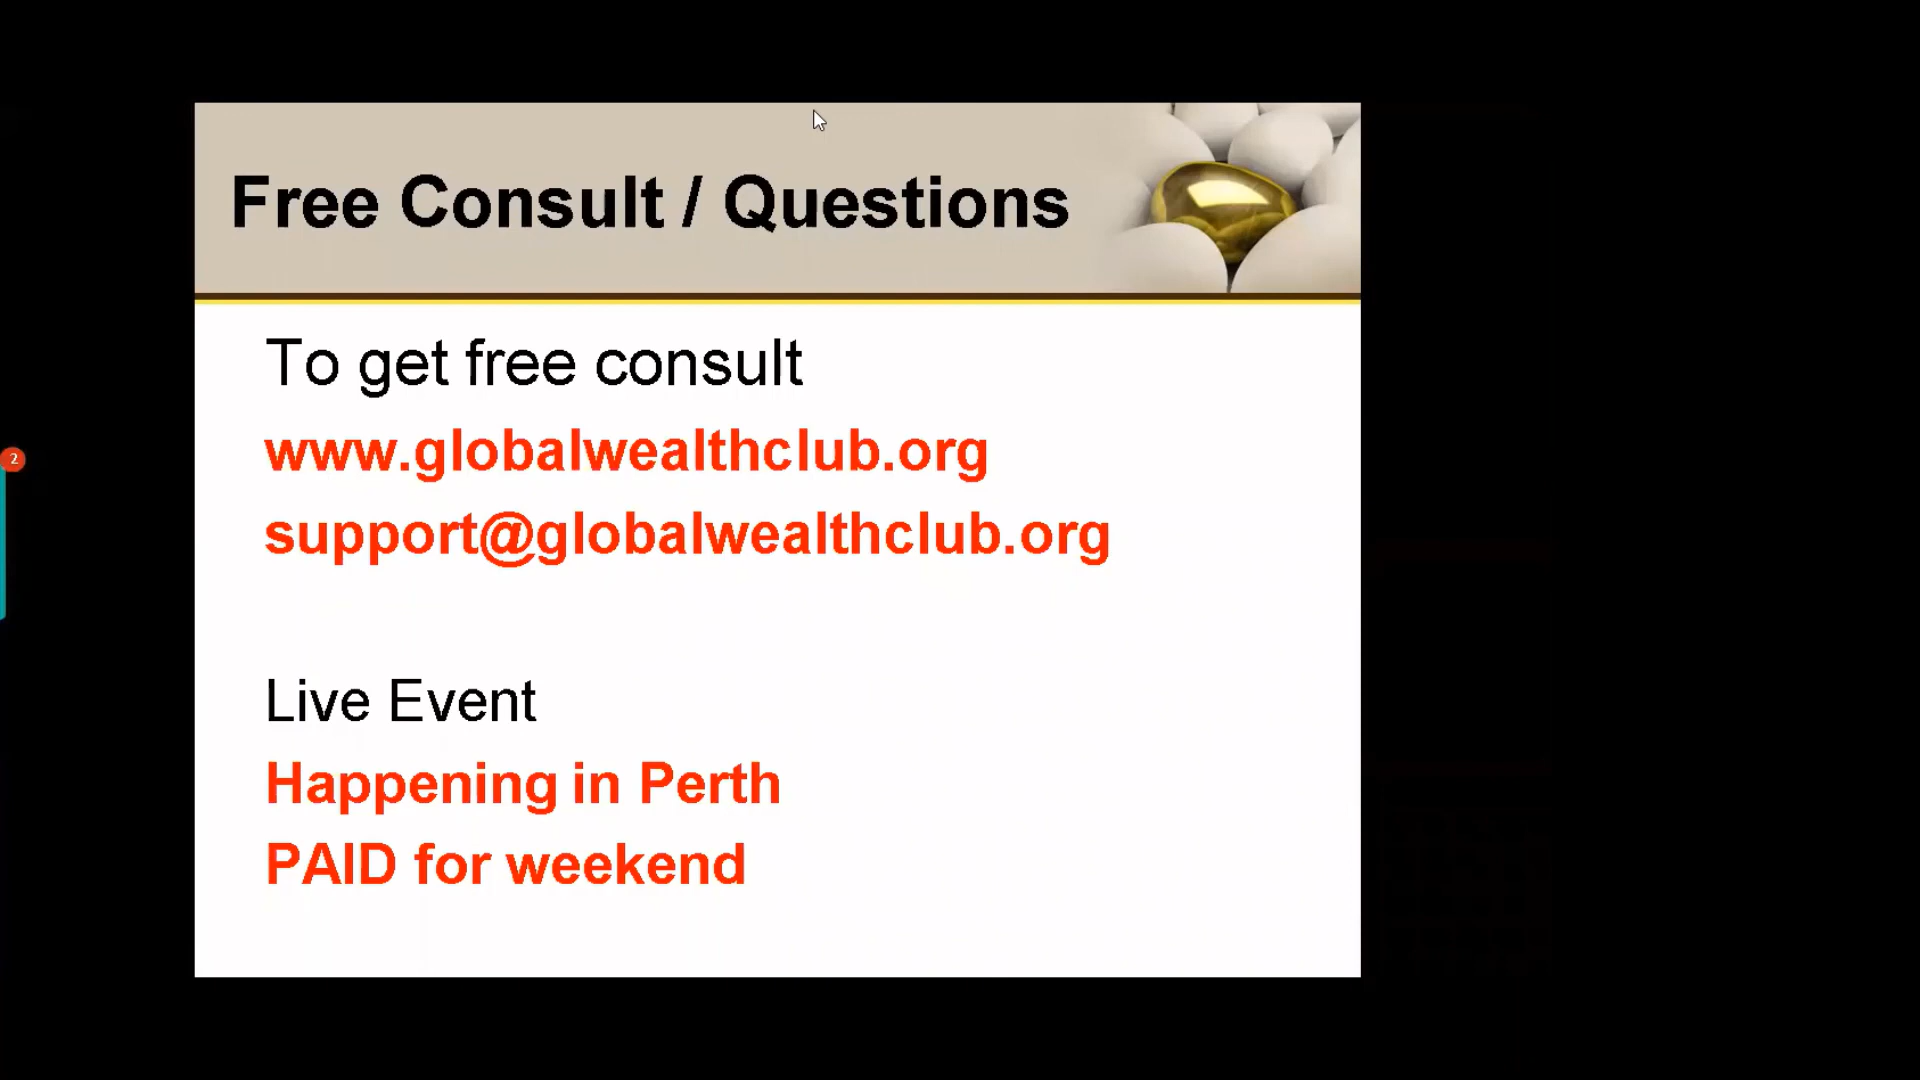 Free Consult / Questions
To get free consult
www.globalwealthclub.org
support@globalwealthclub.org
Live Event
Happening in Perth
PAID for weekend
2